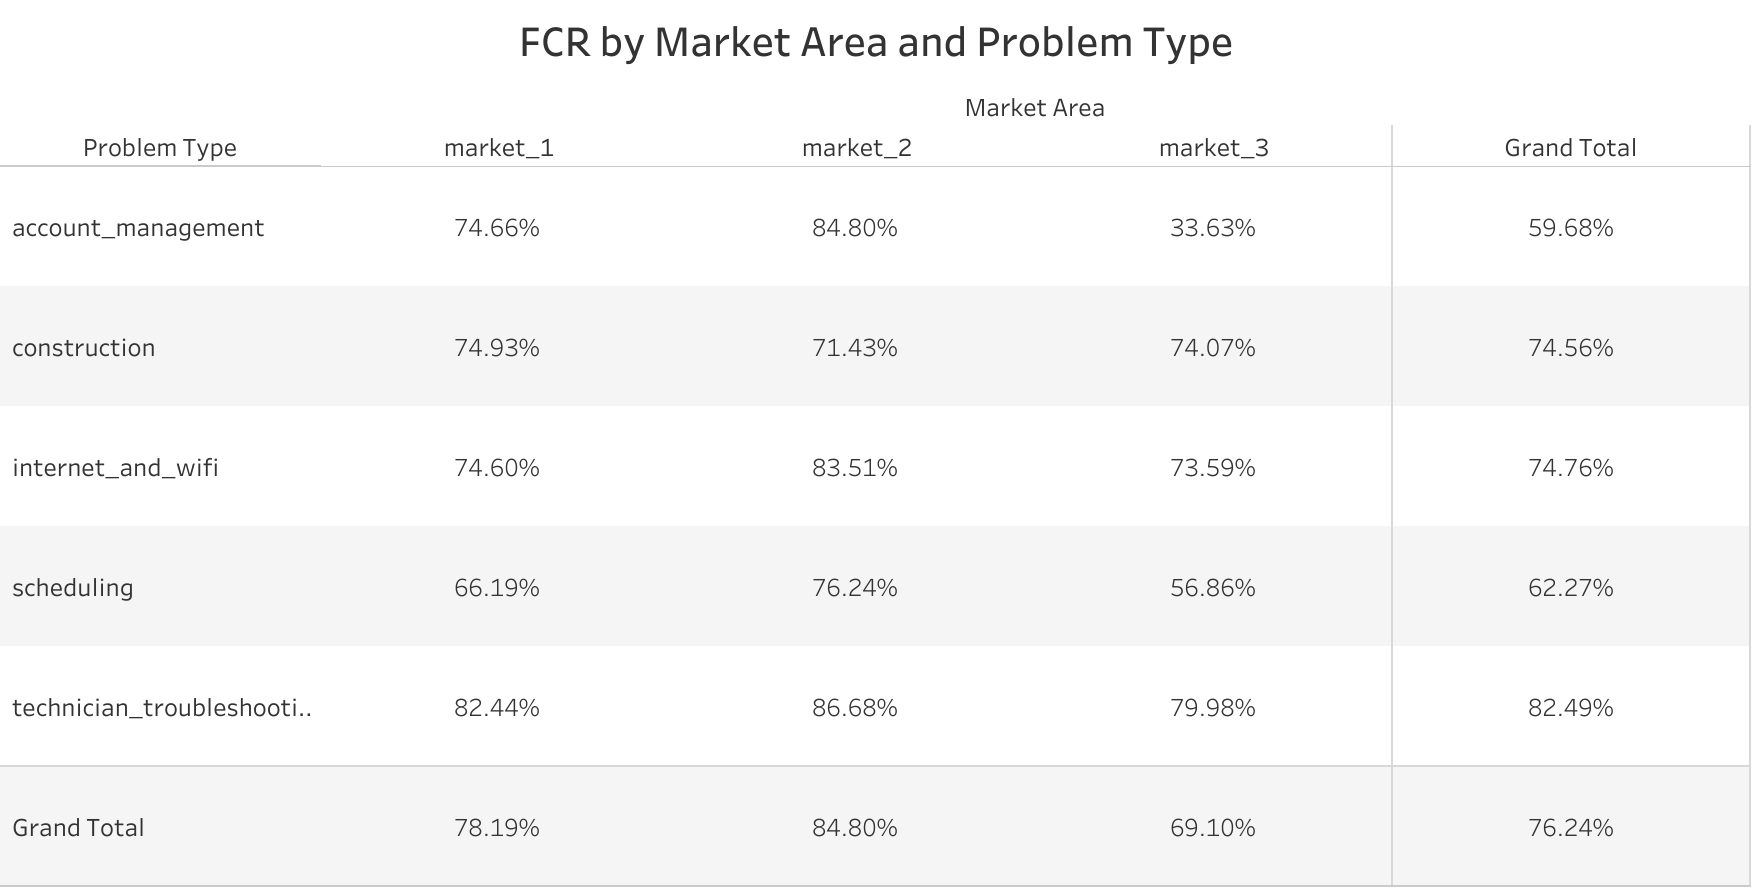 FCR by Market Area and Problem Type
Market Area
Problem Type market_1 market_2 market_3 Grand Total
account_management 74.66% 84.80% 33.63% 59.68%
construction 74.93% 71.43% 74.07% 74.56%
internet_and_wifi 74.60% 83.51% 73.59% 74.76%
scheduling 66.19% 76.24% 56.86% 62.27%
technician_troubleshooti.. 82.44% 86.68% 79.98% 82.49%
Grand Total 78.19% 84.80% 69.10% 76.24%